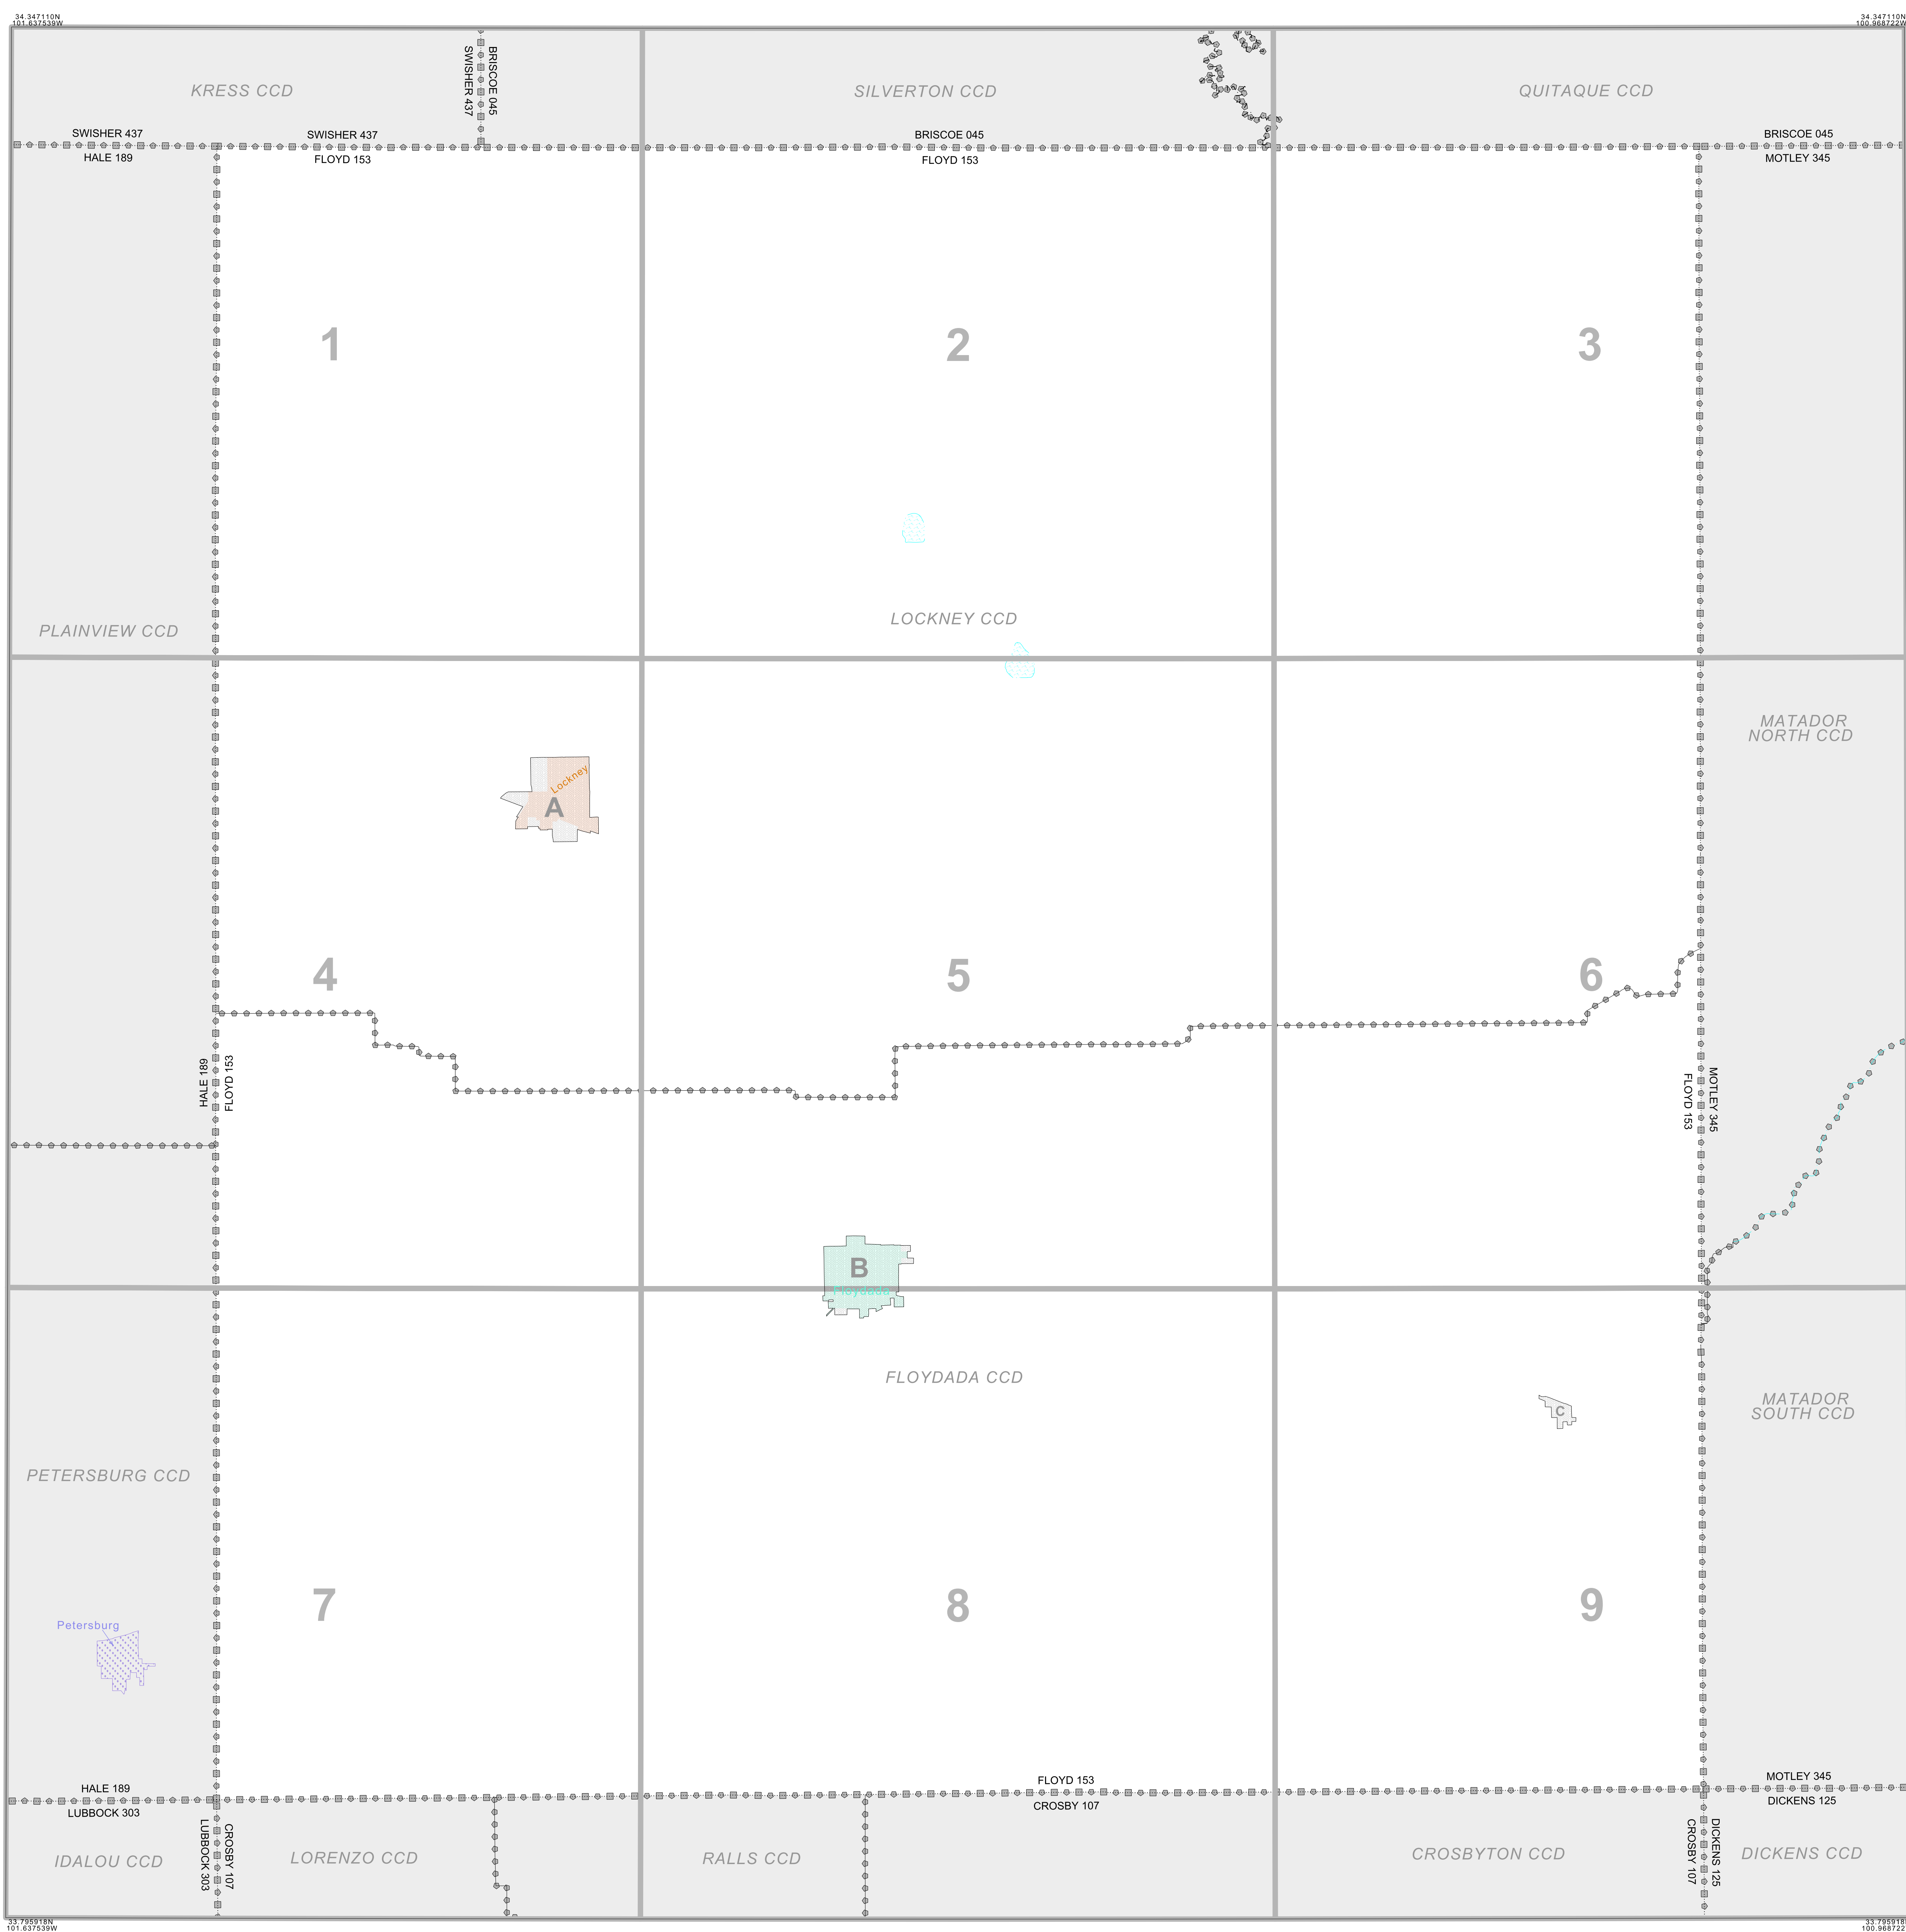 34.347110N
101.637539W
34.347110N
100.968722W
KRESS CCD
SWISHER 437
BRISCOE 045
SILVERTON CCD
QUITAQUE CCD
SWISHER 437
HALE 189
SWISHER 437
FLOYD 153
BRISCOE 045
FLOYD 153
BRISCOE 045
MOTLEY 345
1
2
3
LOCKNEY CCD
PLAINVIEW CCD
MATADOR
NORTH CCD
Lockney
A
4
5
6
HALE 189
FLOYD 153
FLOYD 153
MOTLEY 345
B
Floydada
FLOYDADA CCD
MATADOR
SOUTH CCD
C
PETERSBURG CCD
7
8
9
Petersburg
HALE 189
LUBBOCK 303
FLOYD 153
CROSBY 107
MOTLEY 345
DICKENS 125
LUBBOCK 303
CROSBY 107
CROSBY 107
DICKENS 125
IDALOU CCD
LORENZO CCD
RALLS CCD
CROSBYTON CCD
DICKENS CCD
33.795918N
101.637539W
33.795918N
100.968722